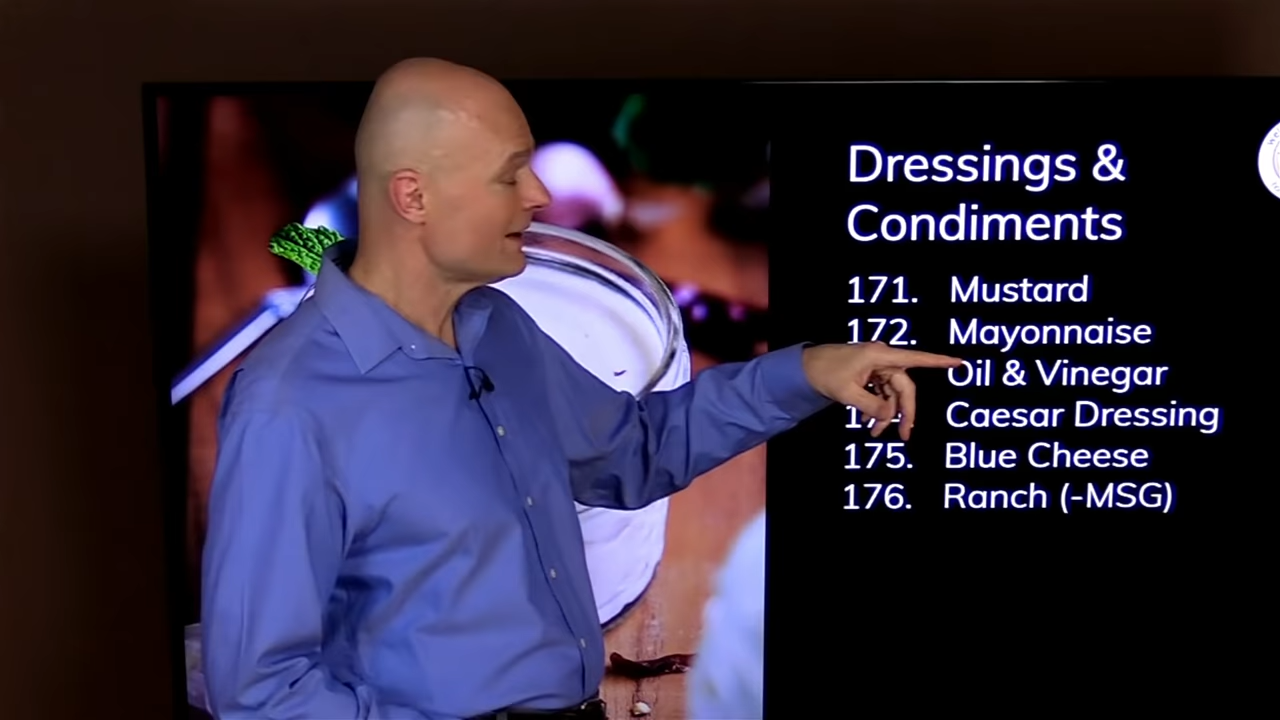 Dressings &
Condiments
171. Mustard
172. Mayonnaise
Oil & Vinegar
Caesar Dressing
175. Blue Cheese
176. Ranch (-MSG)